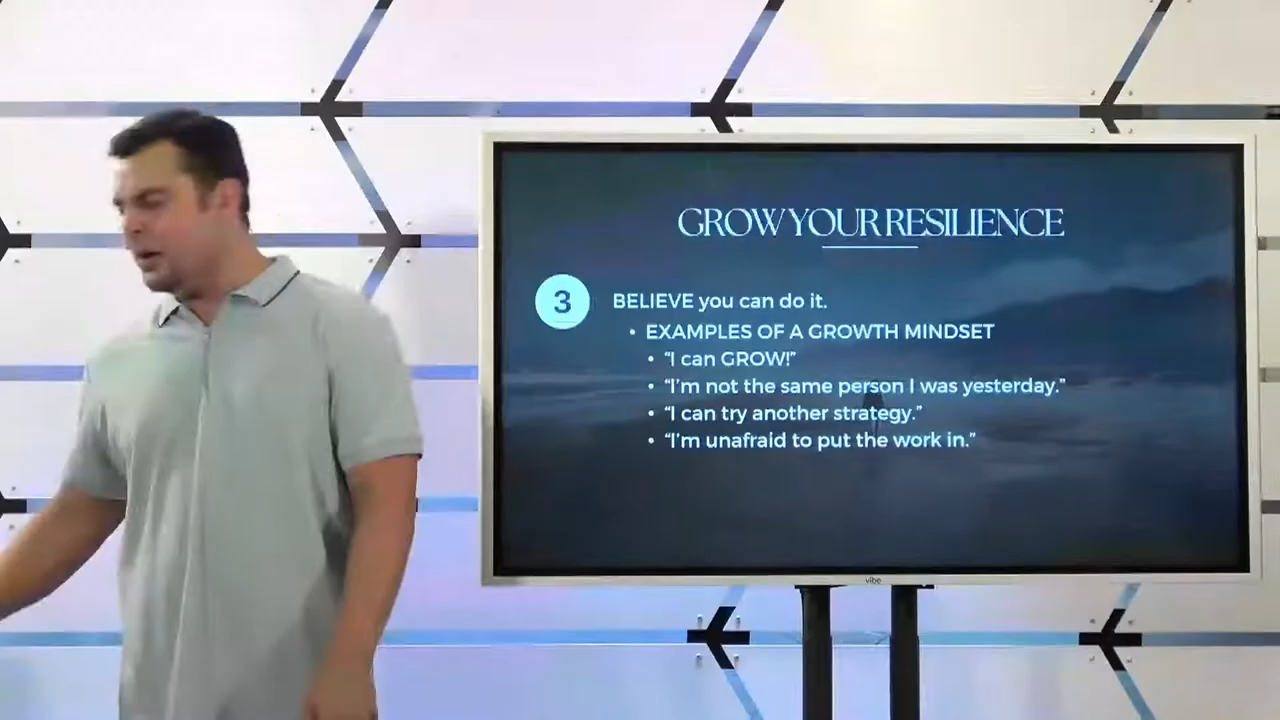 GROW YOUR RESILIENCE
3
BELIEVE you can do it.
• EXAMPLES OF A GROWTH MINDSET
• “I can GROW!”
• “I’m not the same person I was yesterday.”
• “I can try another strategy.”
• “I’m unafraid to put the work in.”
vibe